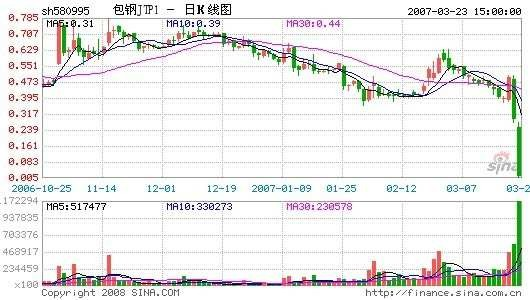 sh580995 包钢JTP1 - 日K线图 2007-03-23 15:00:00
MA5:0.31 MA10:0.39 MA30:0.44
0.785
0.707
0.629
0.551
0.473
0.395
0.317
0.239
0.161
0.083
0.005
2006-10-25 11-14 12-01 12-19 2007-01-09 01-25 02-12 03-07 03-2
MA5:517477 MA10:330273 MA30:230578
172294
937835
703376
468917
234459
x100
Copyright 2008 SINA.COM
sina
http://finance.sina.com.cn